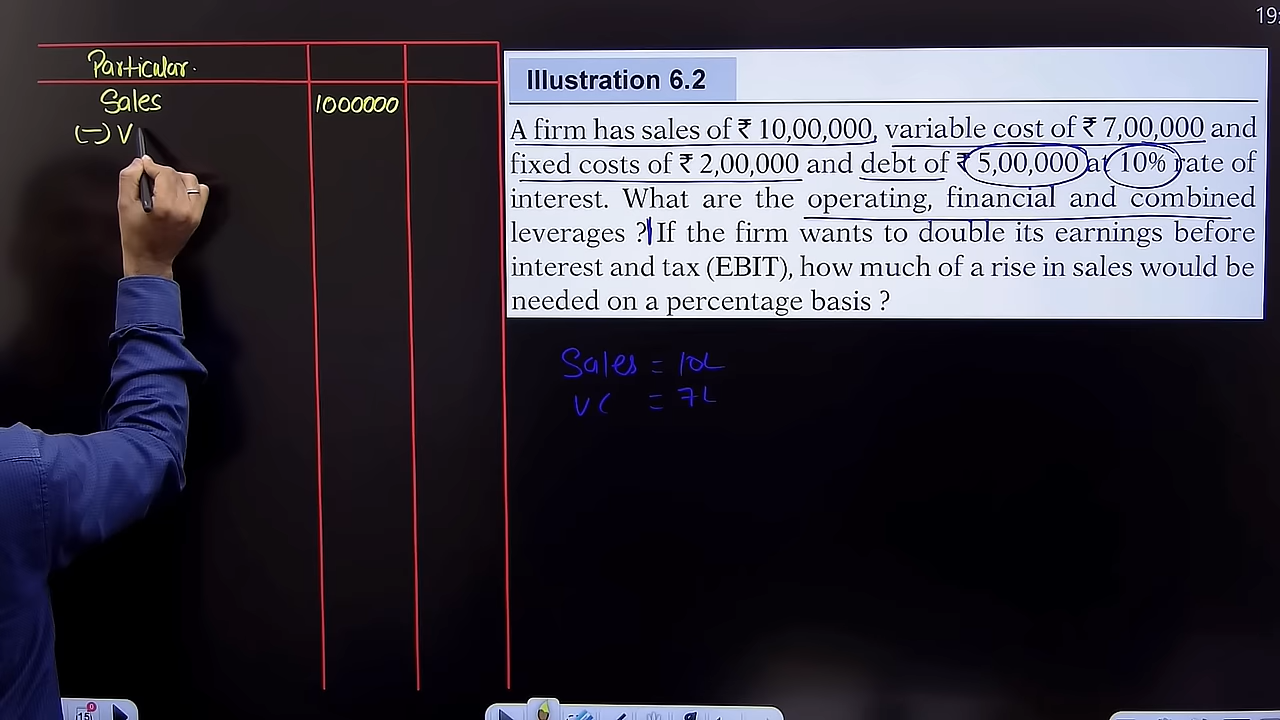 19:
Particular.
Sales 1000000
(-) V
Illustration 6.2
A firm has sales of ₹ 10,00,000, variable cost of ₹ 7,00,000 and
fixed costs of ₹ 2,00,000 and debt of ₹ 5,00,000 at 10% rate of
interest. What are the operating, financial and combined
leverages ? If the firm wants to double its earnings before
interest and tax (EBIT), how much of a rise in sales would be
needed on a percentage basis ?
Sales = 10L
VC = 7L
15
0